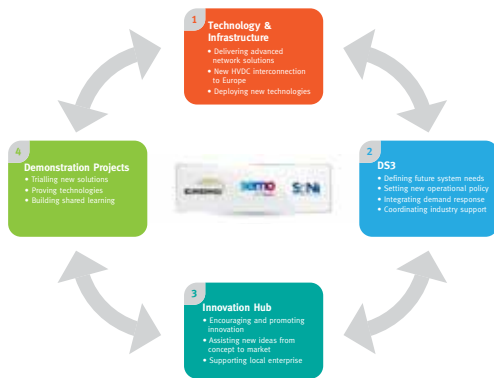 1
Technology &
Infrastructure
• Delivering advanced
network solutions
• New HVDC interconnection
to Europe
• Deploying new technologies
4
Demonstration Projects
• Trialling new solutions
• Proving technologies
• Building shared learning
semo
SONI
2
DS3
• Defining future system needs
• Setting new operational policy
• Integrating demand response
• Coordinating industry support
3
Innovation Hub
• Encouraging and promoting
innovation
• Assisting new ideas from
concept to market
• Supporting local enterprise